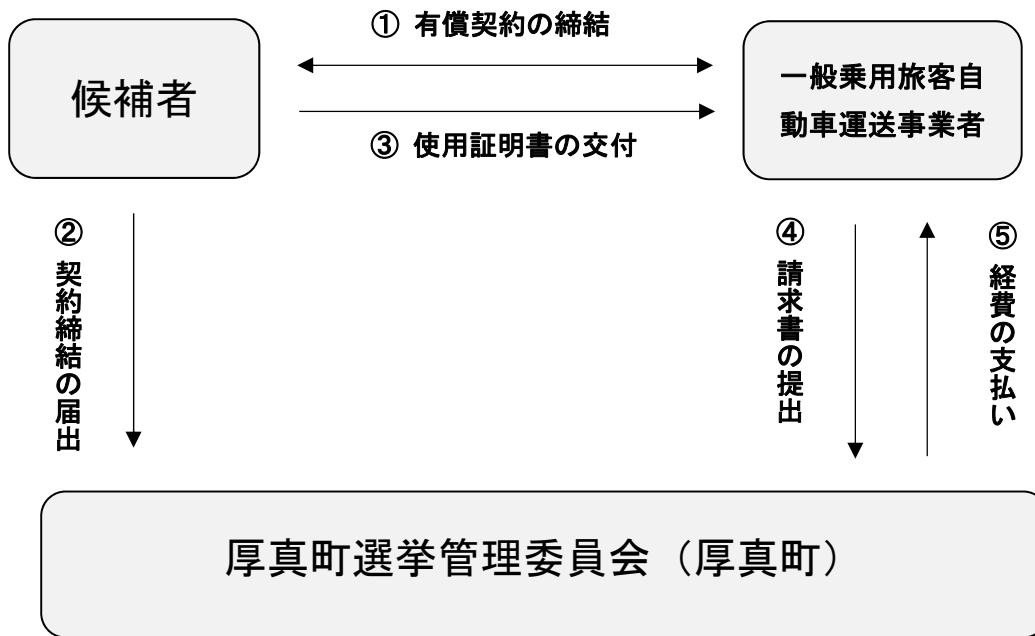 ① 有償契約の締結
候補者
一般乗用旅客自
動車運送事業者
③ 使用証明書の交付
② 契約締結の届出
④ 請求書の提出
⑤ 経費の支払い
厚真町選挙管理委員会（厚真町）